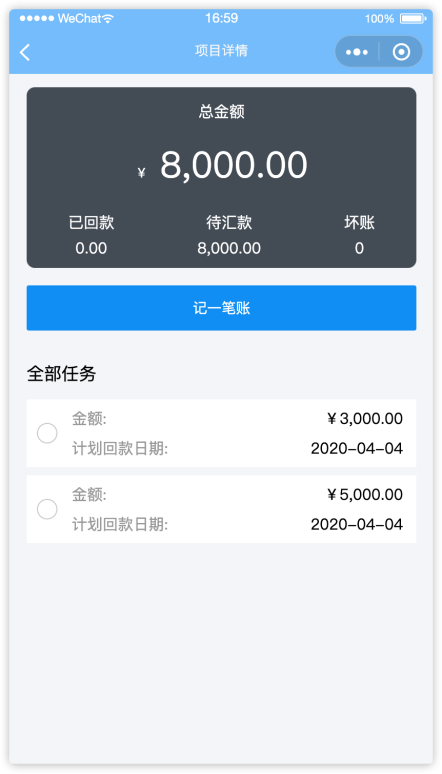 WeChat 16:59 100%
项目详情
总金额
¥ 8,000.00
已回款 待汇款 坏账
0.00 8,000.00 0
记一笔账
全部任务
金额: ¥3,000.00
计划回款日期: 2020-04-04
金额: ¥5,000.00
计划回款日期: 2020-04-04